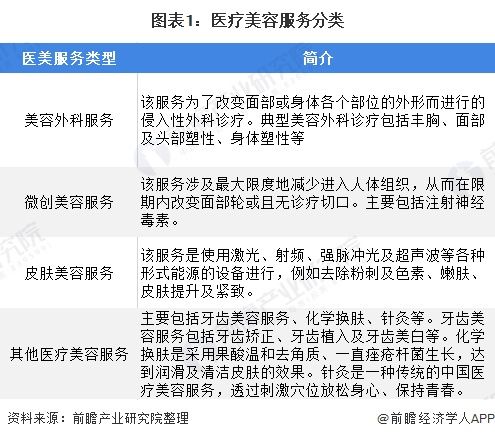 图表1：医疗美容服务分类
医美服务类型
简介
美容外科服务
该服务为了改变面部或身体各个部位的外形而进行的
侵入性外科诊疗。典型美容外科诊疗包括丰胸、面部
及头部塑性、身体塑性等
微创美容服务
该服务涉及最大限度地减少进入人体组织，从而在限
期内改变面部轮或且无诊疗切口。主要包括注射神经
毒素。
皮肤美容服务
该服务是使用激光、射频、强脉冲光及超声波等各种
形式能源的设备进行，例如去除粉刺及色素、嫩肤、
皮肤提升及紧致。
其他医疗美容服务
主要包括牙齿美容服务、化学换肤、针灸等。牙齿美
容服务包括牙齿矫正、牙齿植入及牙齿美白等。化学
换肤是采用果酸温和去角质、一直痤疮杆菌生长，达
到润滑及清洁皮肤的效果。针灸是一种传统的中国医
疗美容服务，透过刺激穴位放松身心、保持青春。
资料来源：前瞻产业研究院整理
@前瞻经济学人APP